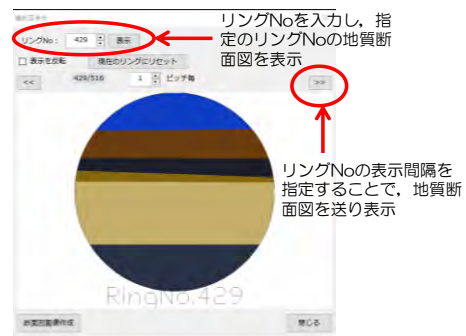 リングNoを入力し，指
定のリングNoの地質断
面図を表示
リングNo： 429 表示
表示を反転 現在のリングにリセット
<< 429/516 1 ピッチ毎 >>
リングNoの表示間隔を
指定することで，地質断
面図を送り表示
RingNo.429
閉じる